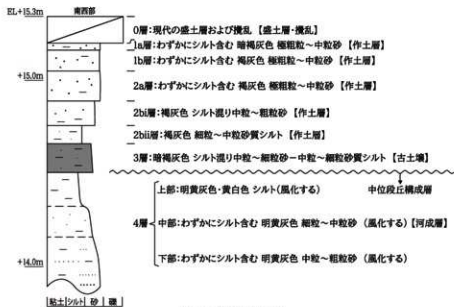 EL+15.3m
南西部
0層：現代の盛土層および攪乱【盛土層・攪乱】
1a層：わずかにシルト含む 暗褐灰色 極粗粒～中粒砂【作土層】
1b層：わずかにシルト含む 褐灰色 極粗粒～中粒砂【作土層】
+15.0m
2a層：わずかにシルト含む 褐灰色 極粗粒・中粒砂【作土層】
2bi層：褐灰色 シルト混り中粒～粗粒砂【作土層】
2bii層：褐灰色 細粒～中粒砂質シルト【作土層】
3層：暗褐灰色 シルト混り中粒～細粒砂－中粒～細粒砂質シルト【古土壌】
上部：明黄灰色・黄白色 シルト(風化する)
中位段丘構成層
4層
中部：わずかにシルト含む 明黄灰色 細粒～中粒砂 (風化する)【河成層】
下部：わずかにシルト含む 明黄灰色 中粒～粗粒砂 (風化する)
+14.0m
粘土 シルト 砂 礫